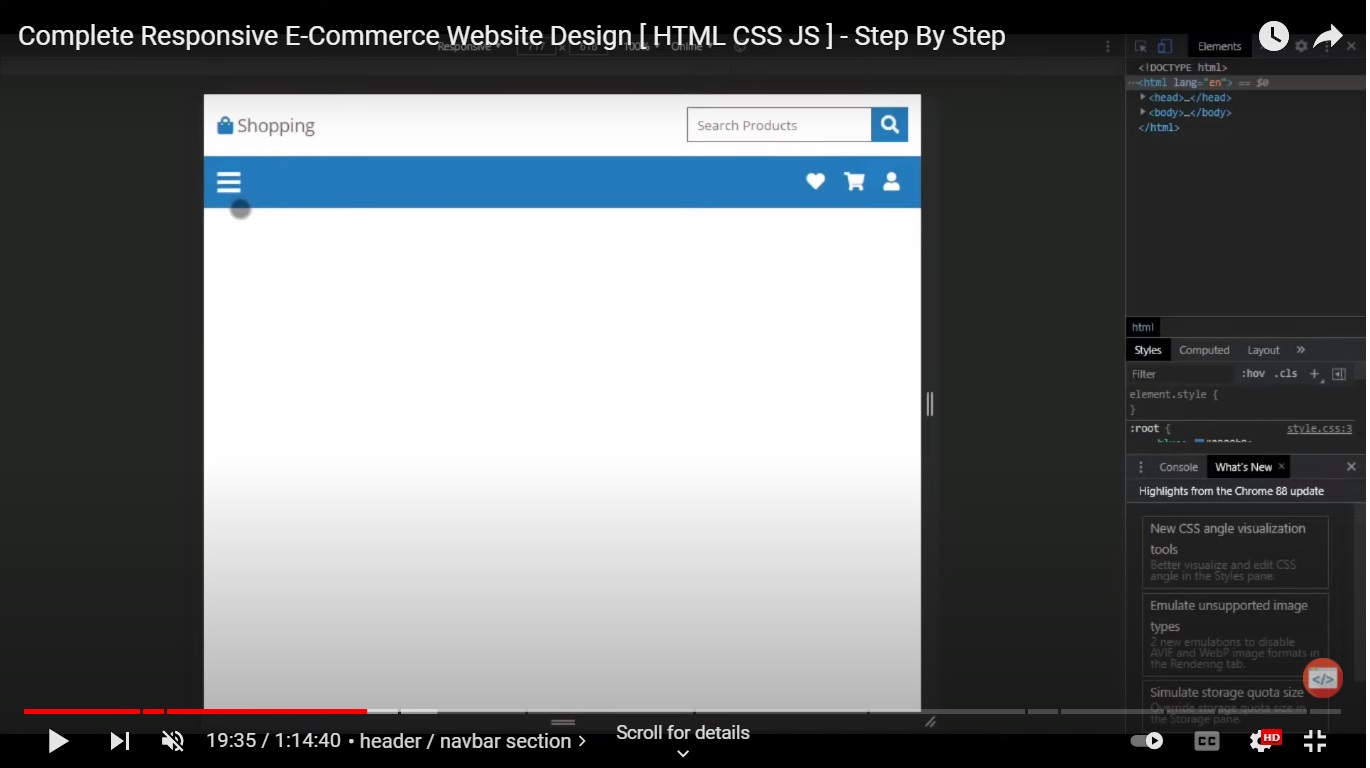 Complete Responsive E-Commerce Website Design [ HTML CSS JS ] - Step By Step
Responsive
Online
Elements
<!DOCTYPE html>
<html lang="en"> == $0
<head>…</head>
<body>…</body>
</html>
Shopping
Search Products
html
Styles Computed Layout »
Filter :hov .cls +
element.style {
}
:root { style.css:3
Console What's New ×
Highlights from the Chrome 88 update
New CSS angle visualization
tools
Better visualize and edit CSS
angle in the Styles pane.
Emulate unsupported image
types
2 new emulations to disable
AVIF and WebP image formats in
the Rendering tab.
Simulate storage quota size
Override storage quota size in
the Storage pane.
</>
19:35 / 1:14:40 • header / navbar section ›
Scroll for details
CC
HD